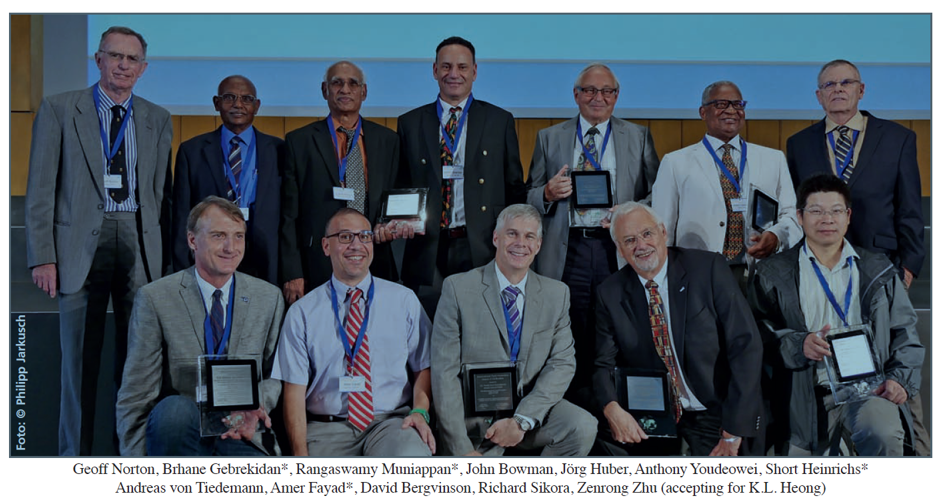 Foto: © Philipp Jarkusch
Geoff Norton, Brhane Gebrekidan*, Rangaswamy Muniappan*, John Bowman, Jörg Huber, Anthony Youdeowei, Short Heinrichs*
Andreas von Tiedemann, Amer Fayad*, David Bergvinson, Richard Sikora, Zenrong Zhu (accepting for K.L. Heong)